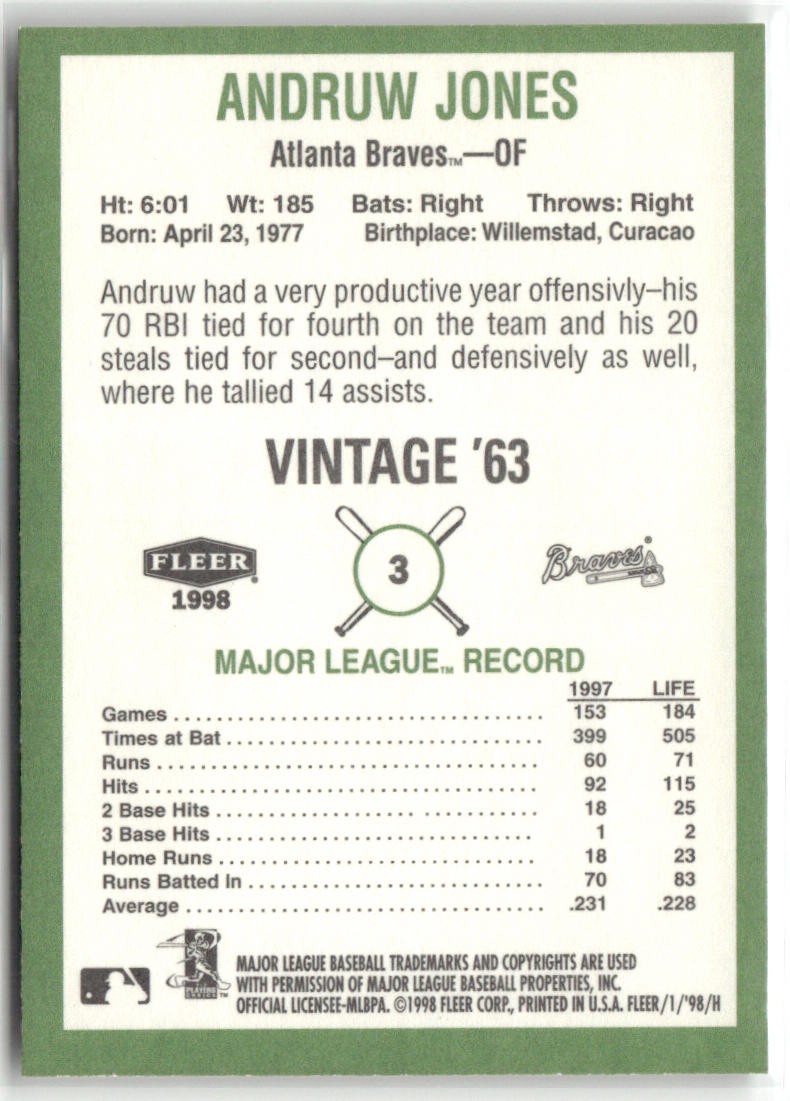 ANDRUW JONES
Atlanta Braves™—OF
Ht: 6:01 Wt: 185 Bats: Right Throws: Right
Born: April 23, 1977 Birthplace: Willemstad, Curacao
Andruw had a very productive year offensivly–his
70 RBI tied for fourth on the team and his 20
steals tied for second–and defensively as well,
where he tallied 14 assists.
VINTAGE '63
FLEER®
1998
3
Braves®
MAJOR LEAGUE™ RECORD
1997 LIFE
Games 153 184
Times at Bat 399 505
Runs 60 71
Hits 92 115
2 Base Hits 18 25
3 Base Hits 1 2
Home Runs 18 23
Runs Batted In 70 83
Average .231 .228
PLAYERS
CHOICE™
MAJOR LEAGUE BASEBALL TRADEMARKS AND COPYRIGHTS ARE USED
WITH PERMISSION OF MAJOR LEAGUE BASEBALL PROPERTIES, INC.
OFFICIAL LICENSEE-MLBPA. ©1998 FLEER CORP., PRINTED IN U.S.A. FLEER/1/'98/H